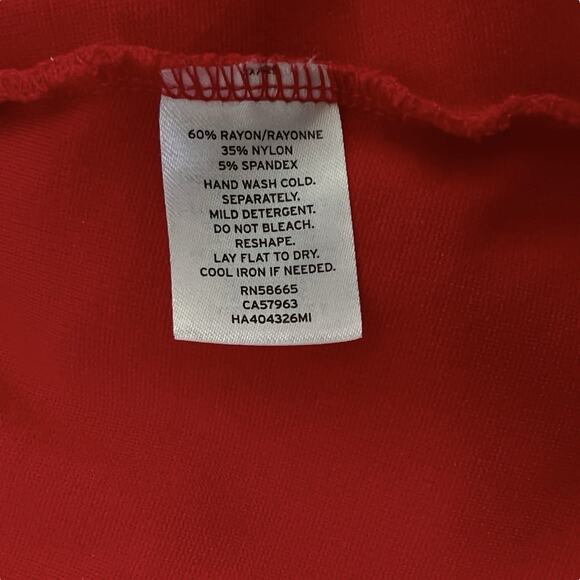 60% RAYON/RAYONNE
35% NYLON
5% SPANDEX
HAND WASH COLD.
SEPARATELY.
MILD DETERGENT.
DO NOT BLEACH.
RESHAPE.
LAY FLAT TO DRY.
COOL IRON IF NEEDED.
RN58665
CA57963
HA404326MI